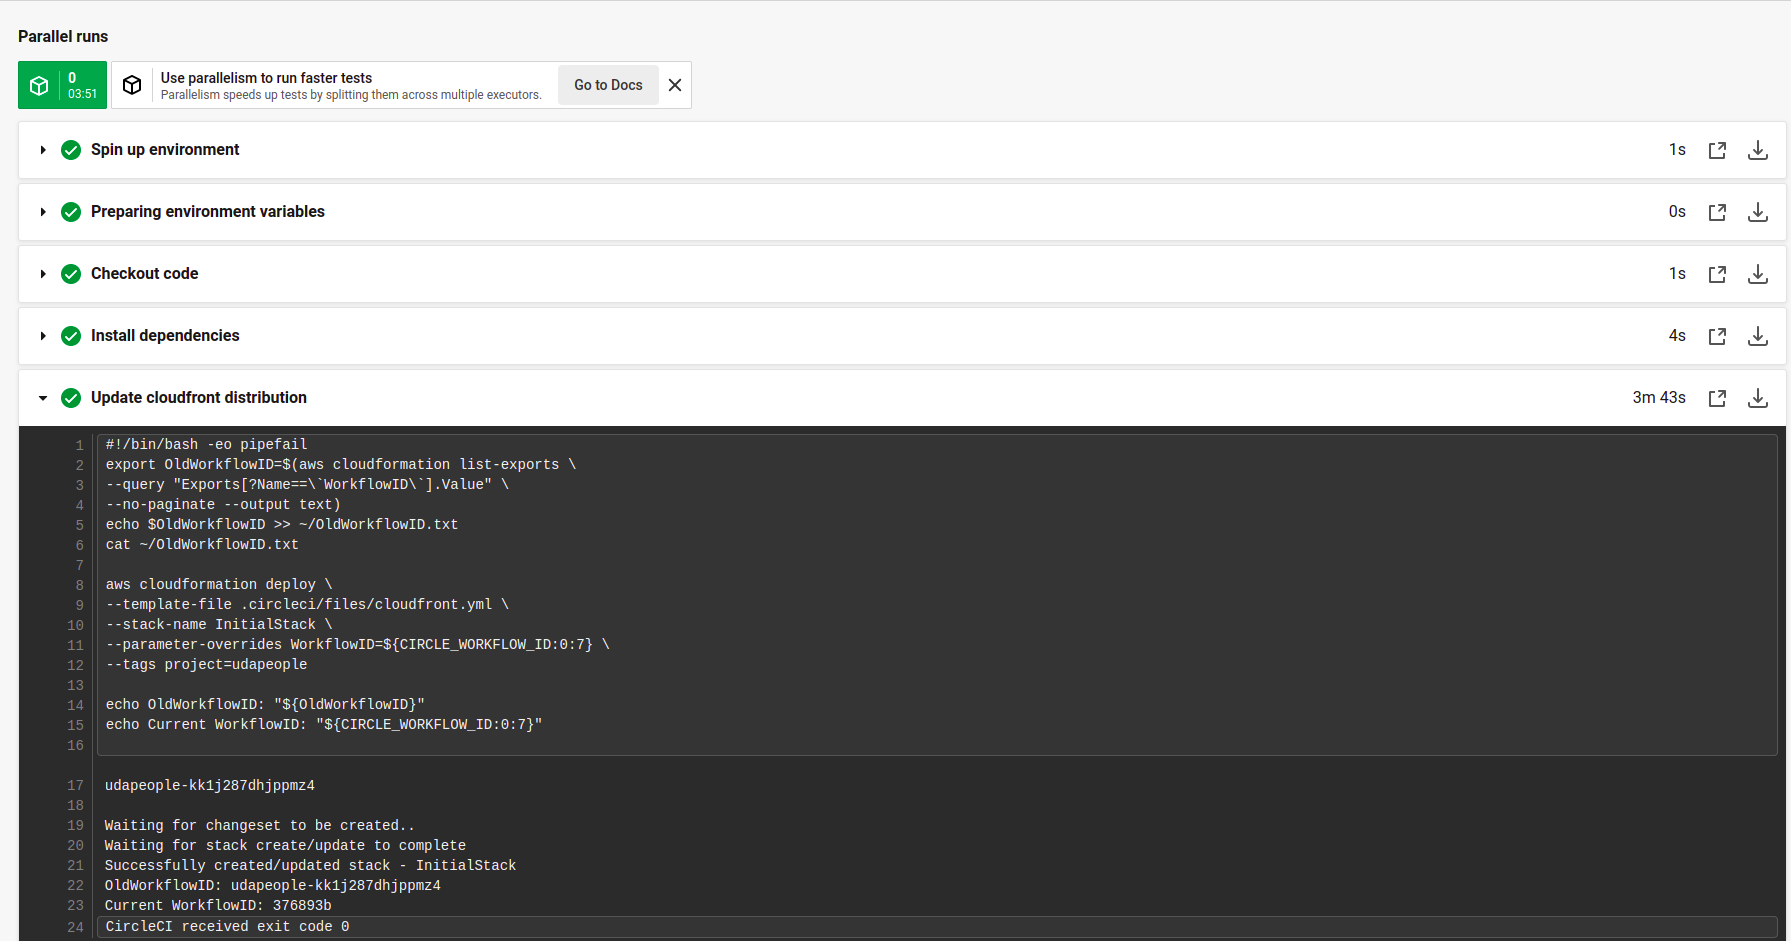 Parallel runs
0
03:51
Use parallelism to run faster tests
Parallelism speeds up tests by splitting them across multiple executors.
Go to Docs
Spin up environment 1s
Preparing environment variables 0s
Checkout code 1s
Install dependencies 4s
Update cloudfront distribution 3m 43s
1 #!/bin/bash -eo pipefail
2 export OldWorkflowID=$(aws cloudformation list-exports \
3 --query "Exports[?Name==\`WorkflowID\`].Value" \
4 --no-paginate --output text)
5 echo $OldWorkflowID >> ~/OldWorkflowID.txt
6 cat ~/OldWorkflowID.txt
7
8 aws cloudformation deploy \
9 --template-file .circleci/files/cloudfront.yml \
10 --stack-name InitialStack \
11 --parameter-overrides WorkflowID=${CIRCLE_WORKFLOW_ID:0:7} \
12 --tags project=udapeople
13
14 echo OldWorkflowID: "${OldWorkflowID}"
15 echo Current WorkflowID: "${CIRCLE_WORKFLOW_ID:0:7}"
16
17 udapeople-kk1j287dhjppmz4
18
19 Waiting for changeset to be created..
20 Waiting for stack create/update to complete
21 Successfully created/updated stack - InitialStack
22 OldWorkflowID: udapeople-kk1j287dhjppmz4
23 Current WorkflowID: 376893b
24 CircleCI received exit code 0